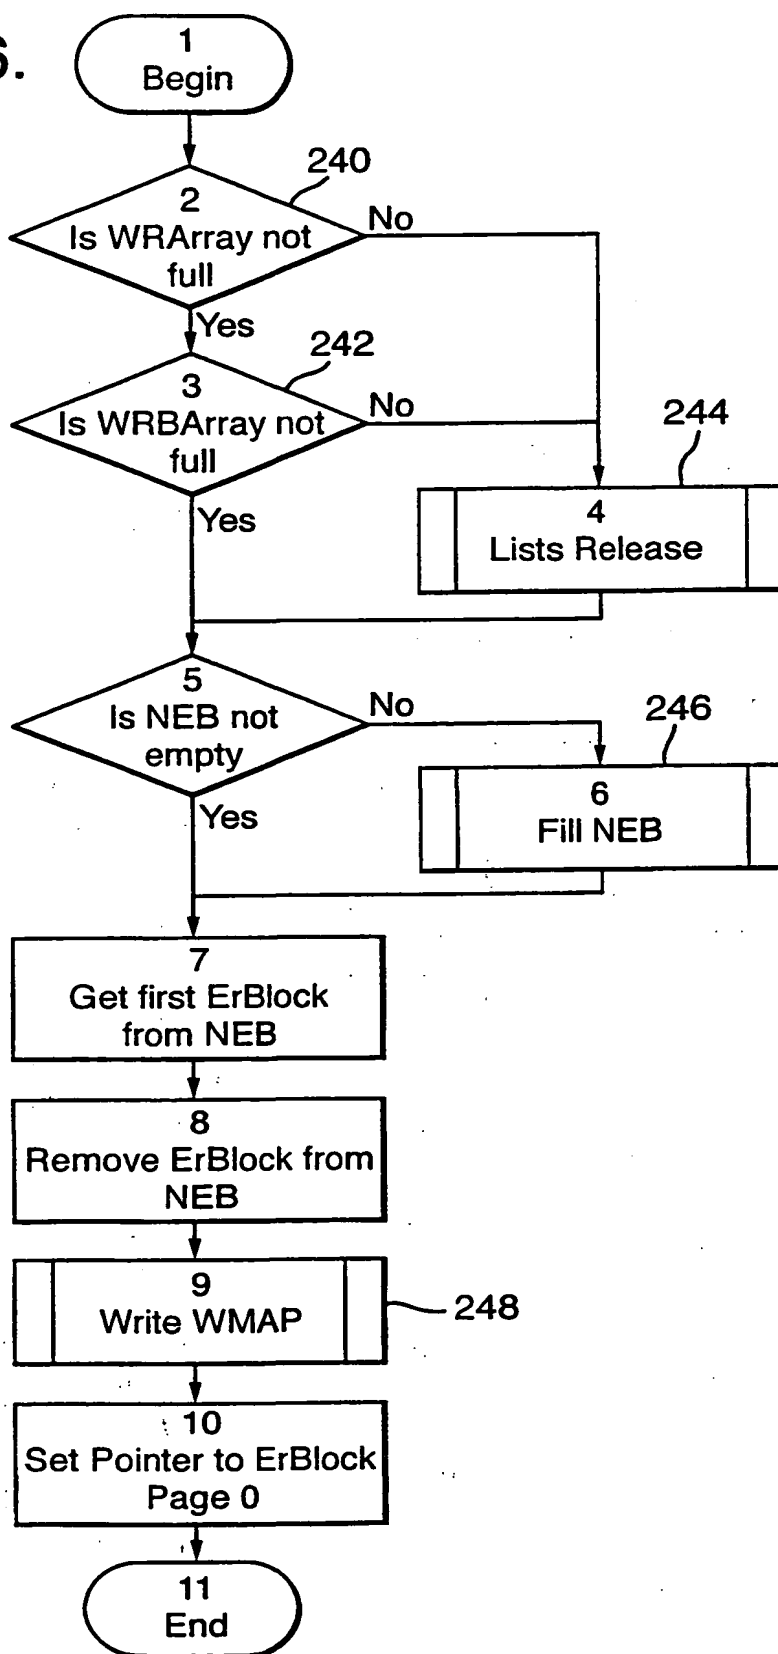 6.
1
Begin
240
2
Is WRArray not
full
No
Yes
242
3
Is WRBArray not
full
No
Yes
244
4
Lists Release
5
Is NEB not
empty
No
Yes
246
6
Fill NEB
7
Get first ErBlock
from NEB
8
Remove ErBlock from
NEB
9
Write WMAP
248
10
Set Pointer to ErBlock
Page 0
11
End